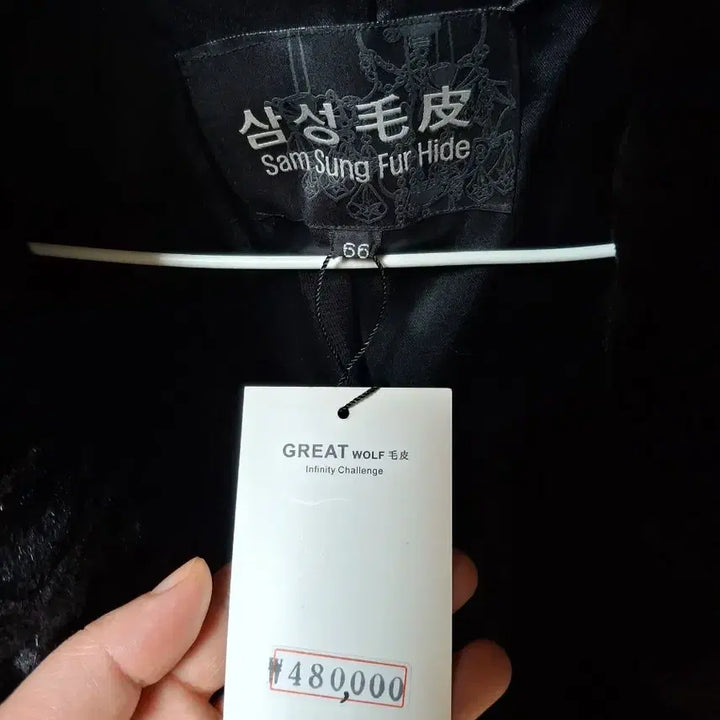 삼성毛皮
Sam Sung Fur Hide
66
GREAT WOLF 毛皮
Infinity Challenge
₩480,000